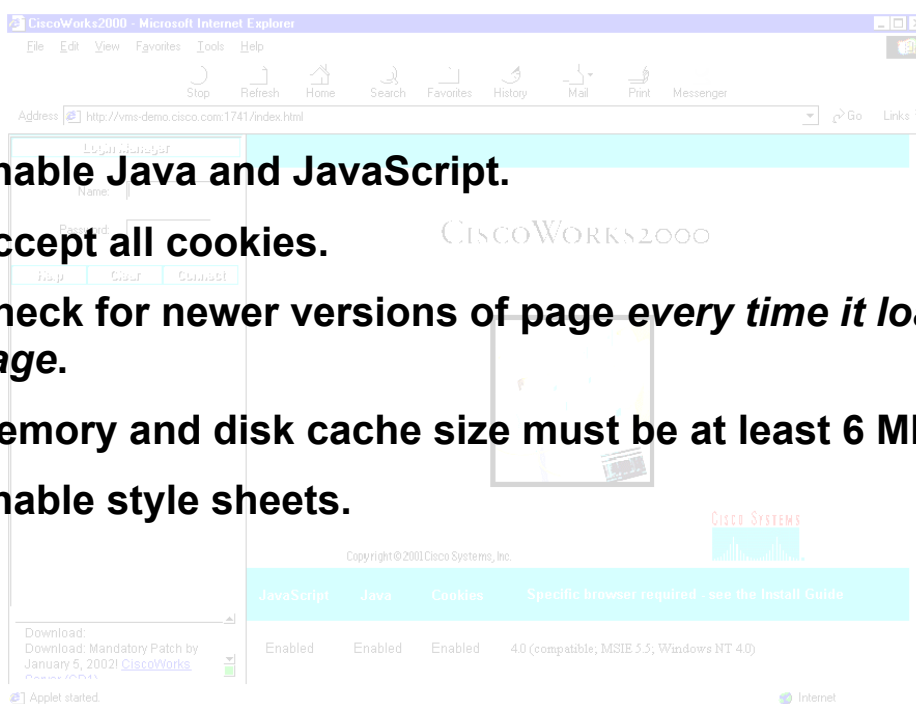 CiscoWorks2000 - Microsoft Internet Explorer
File Edit View Favorites Tools Help
Stop Refresh Home Search Favorites History Mail Print Messenger
Address http://vms-demo.cisco.com:1741/index.html Go Links
Login Manager
nable Java and JavaScript.
Name:
Password:
CISCOWORKS2000
ccept all cookies.
Help Clear Connect
heck for newer versions of page every time it loa
age.
emory and disk cache size must be at least 6 M
nable style sheets.
CISCO SYSTEMS
Copyright © 2001 Cisco Systems, Inc.
JavaScript Java Cookies Specific browser required - see the Install Guide
Download:
Download: Mandatory Patch by
January 5, 2002! CiscoWorks
Server (CD1)
Enabled Enabled Enabled 4.0 (compatible; MSIE 5.5; Windows NT 4.0)
Applet started. Internet